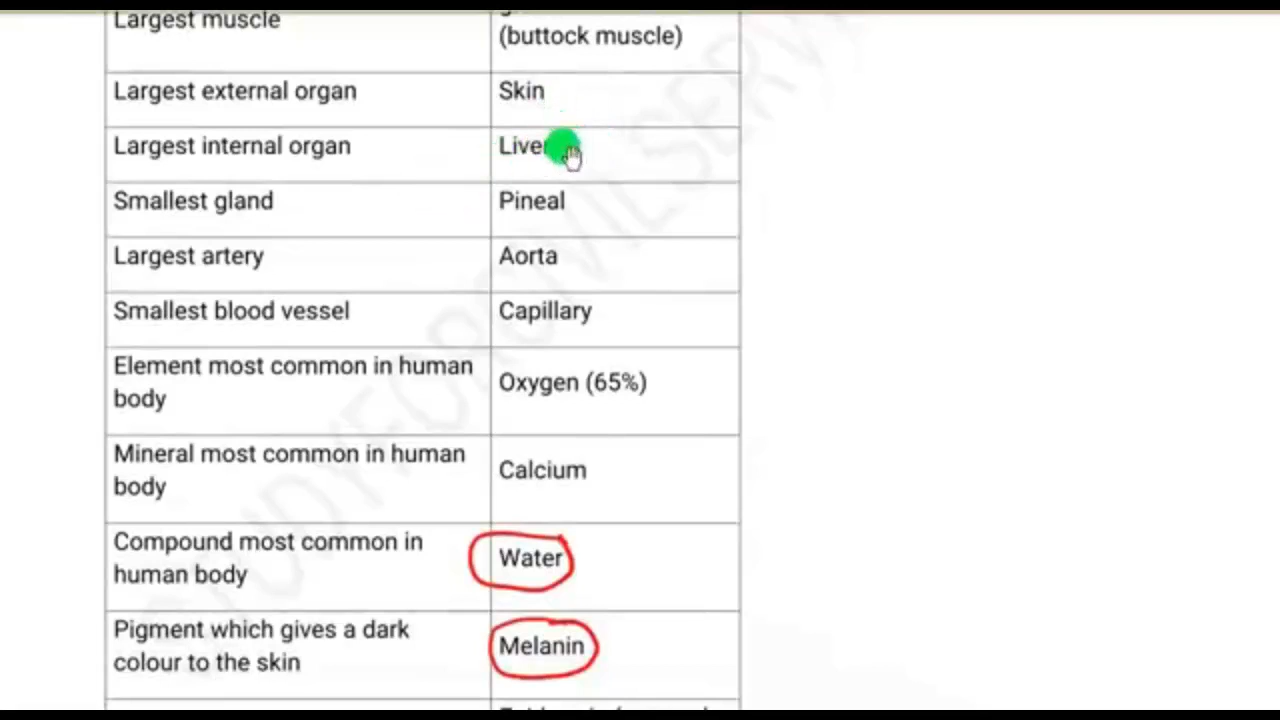 Largest muscle
(buttock muscle)
Largest external organ
Skin
Largest internal organ
Liver
Smallest gland
Pineal
Largest artery
Aorta
Smallest blood vessel
Capillary
Element most common in human
body
Oxygen (65%)
Mineral most common in human
body
Calcium
Compound most common in
human body
Water
Pigment which gives a dark
colour to the skin
Melanin